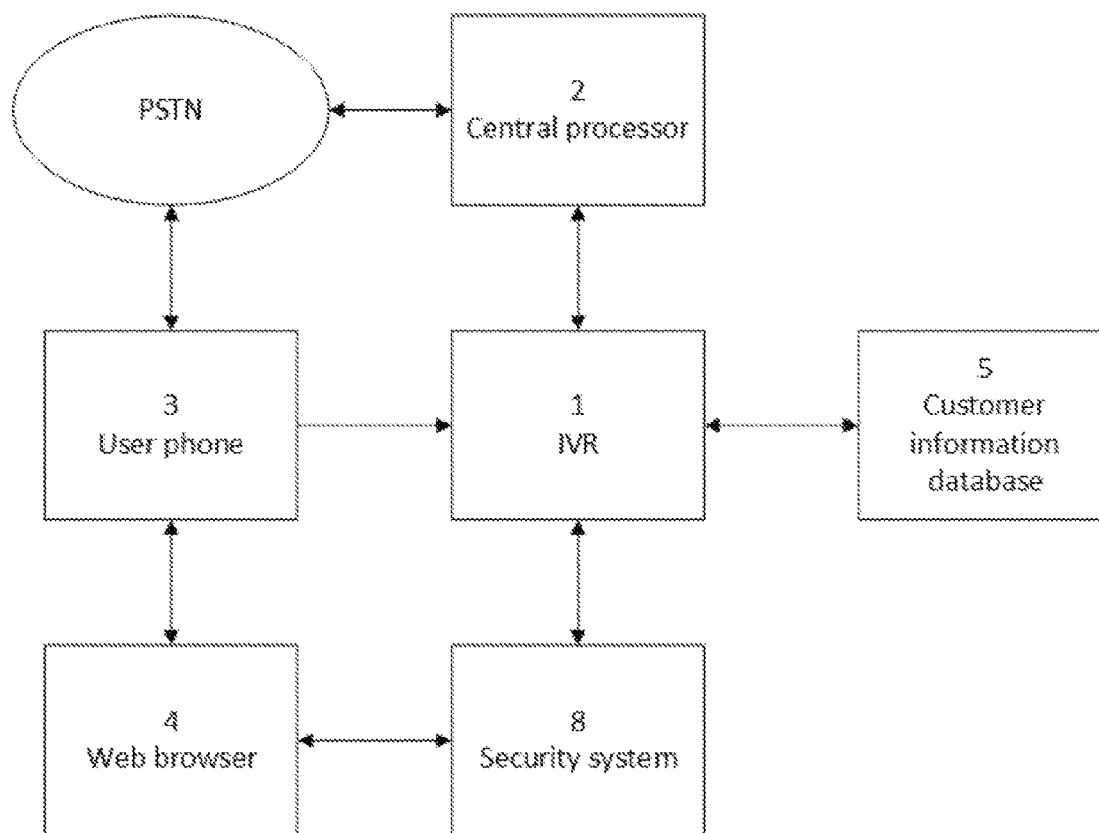 PSTN
2
Central processor
3
User phone
1
IVR
5
Customer
information
database
4
Web browser
8
Security system